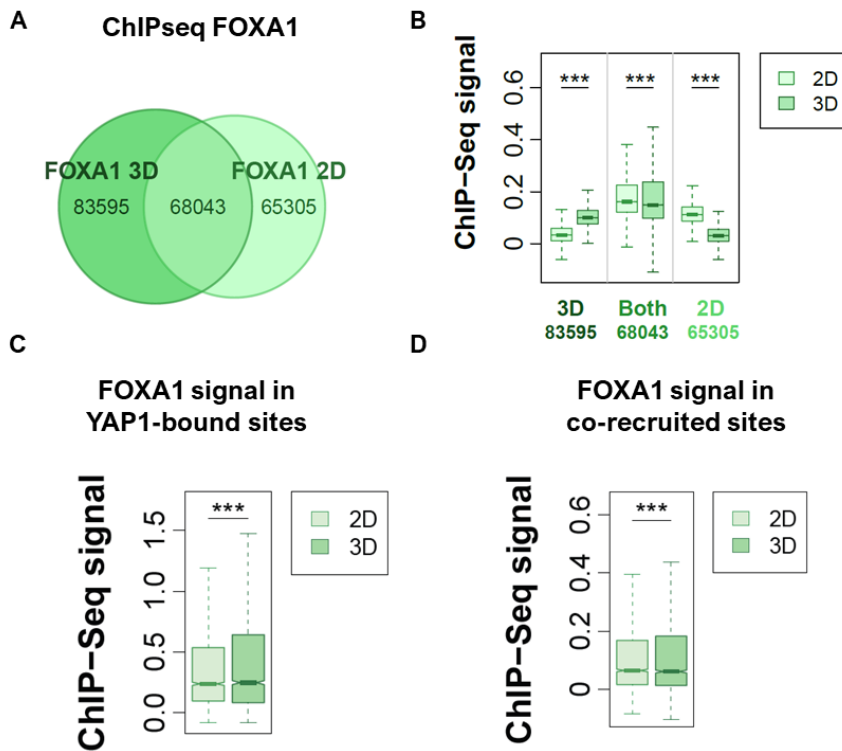 A
ChIPseq FOXA1
FOXA1 3D
FOXA1 2D
83595
68043
65305
B
ChIP-Seq signal
0.6
0.4
0.2
0
***
***
***
2D
3D
3D
Both
2D
83595
68043
65305
C
FOXA1 signal in
YAP1-bound sites
ChIP-Seq signal
1.5
1.0
0.5
0.0
***
2D
3D
D
FOXA1 signal in
co-recruited sites
ChIP-Seq signal
0.6
0.4
0.2
0
***
2D
3D